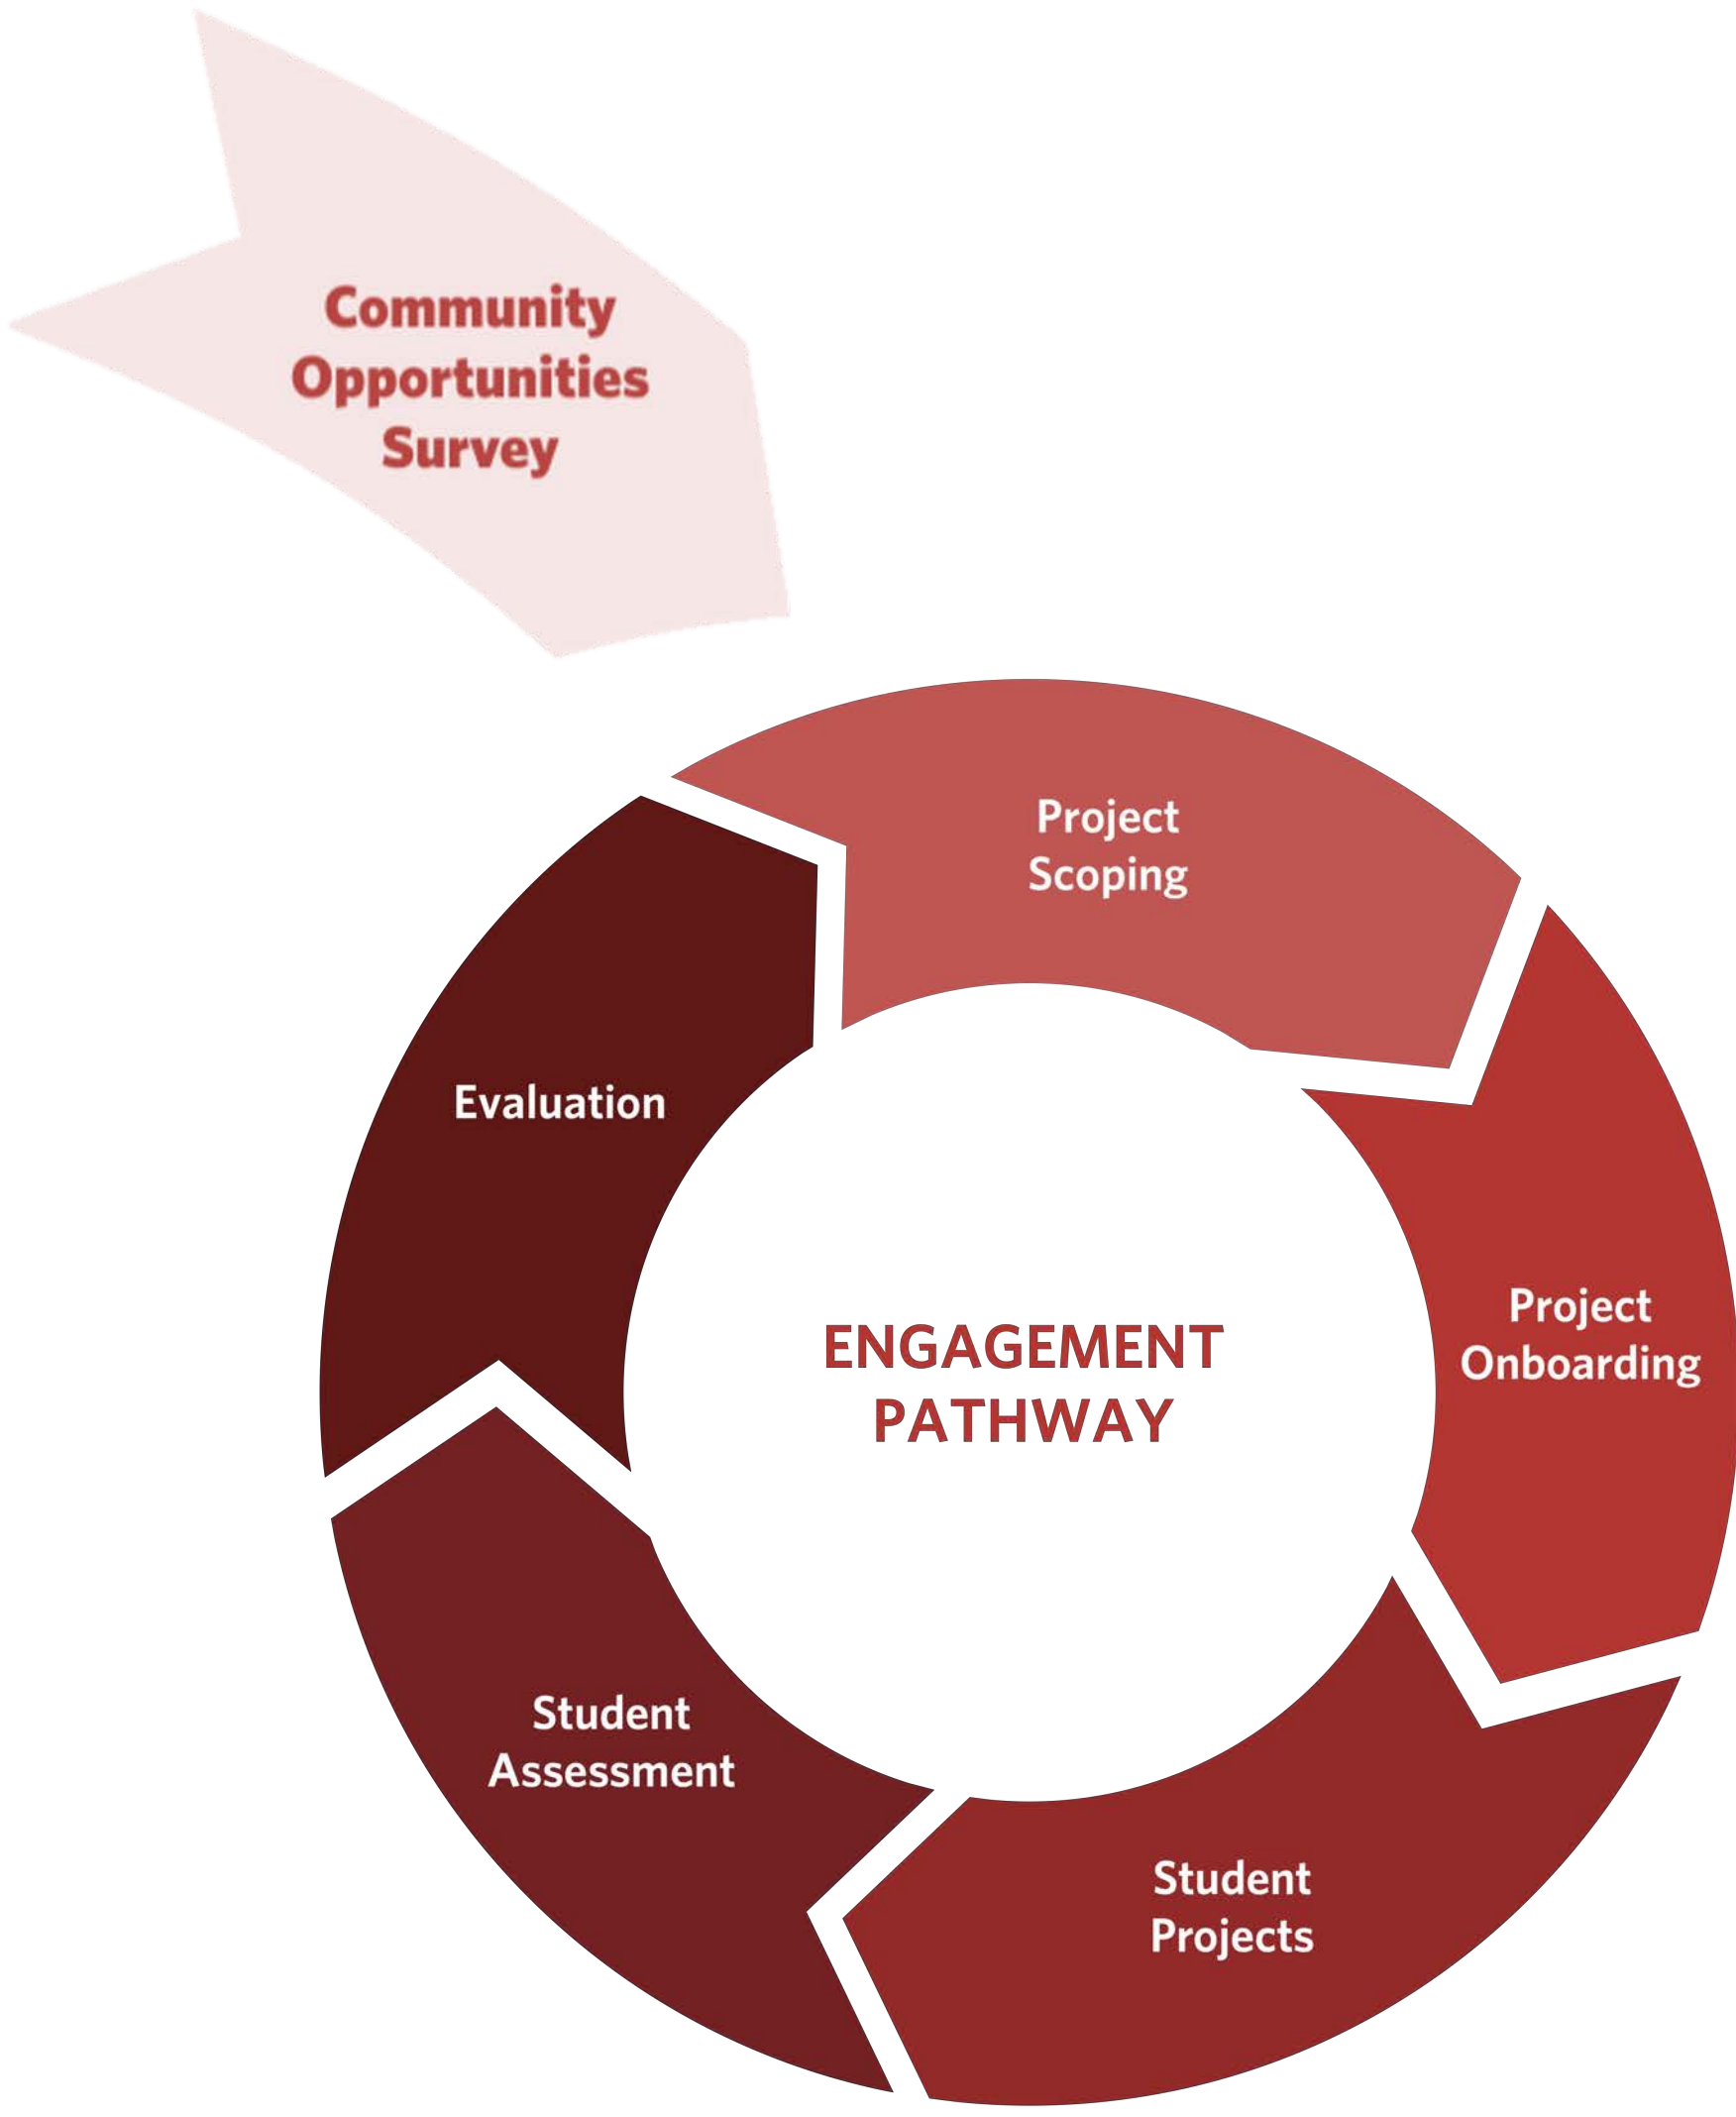 Community
Opportunities
Survey
Project
Scoping
Project
Onboarding
Student
Projects
Student
Assessment
Evaluation
ENGAGEMENT
PATHWAY